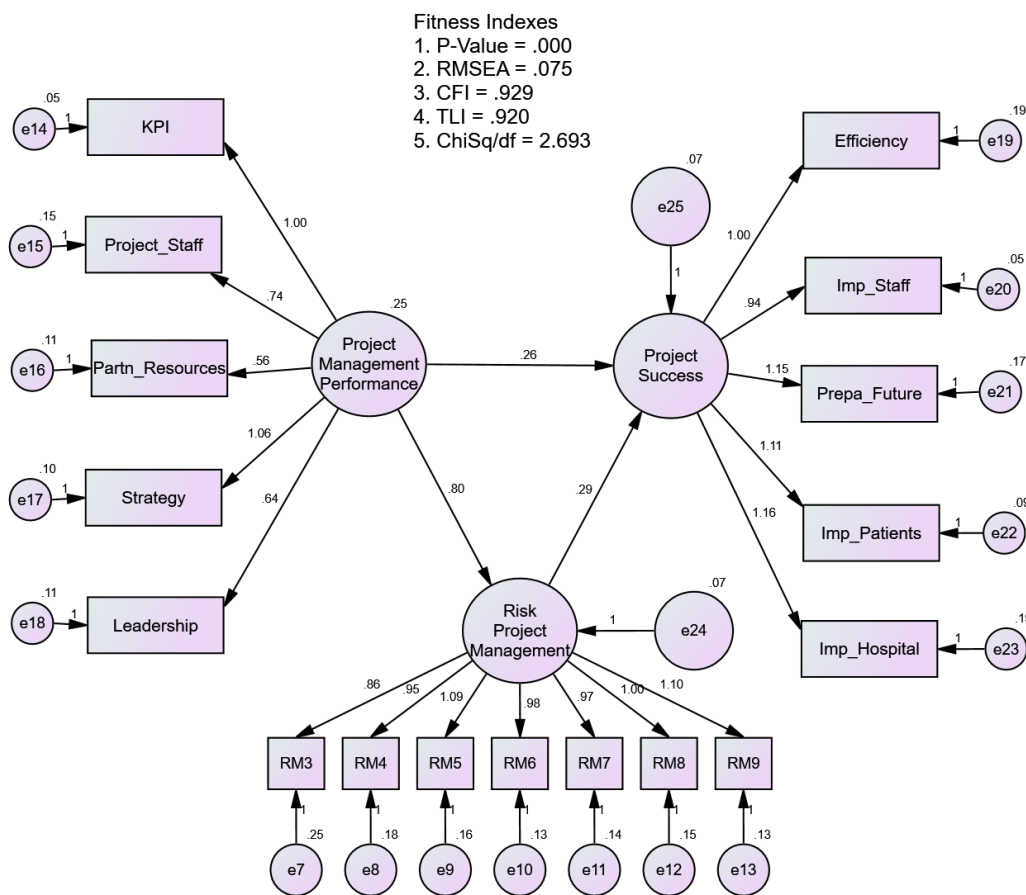 Fitness Indexes
1. P-Value = .000
2. RMSEA = .075
3. CFI = .929
4. TLI = .920
5. ChiSq/df = 2.693
.05
e14
1
KPI
1.00
.15
e15
1
Project_Staff
.74
.11
e16
1
Partn_Resources
.56
.10
e17
1
Strategy
1.06
.11
e18
1
Leadership
.64
.25
Project
Management
Performance
.26
.80
.07
e25
1
Project
Success
.29
1.00
Efficiency
1
.19
e19
.94
Imp_Staff
1
.05
e20
1.15
Prepa_Future
1
.17
e21
1.11
Imp_Patients
1
.09
e22
1.16
Imp_Hospital
1
e23
Risk
Project
Management
1
.07
e24
.86
.95
1.09
.98
.97
1.00
1.10
RM3
RM4
RM5
RM6
RM7
RM8
RM9
1
1
1
1
1
1
1
.25
.18
.16
.13
.14
.15
.13
e7
e8
e9
e10
e11
e12
e13